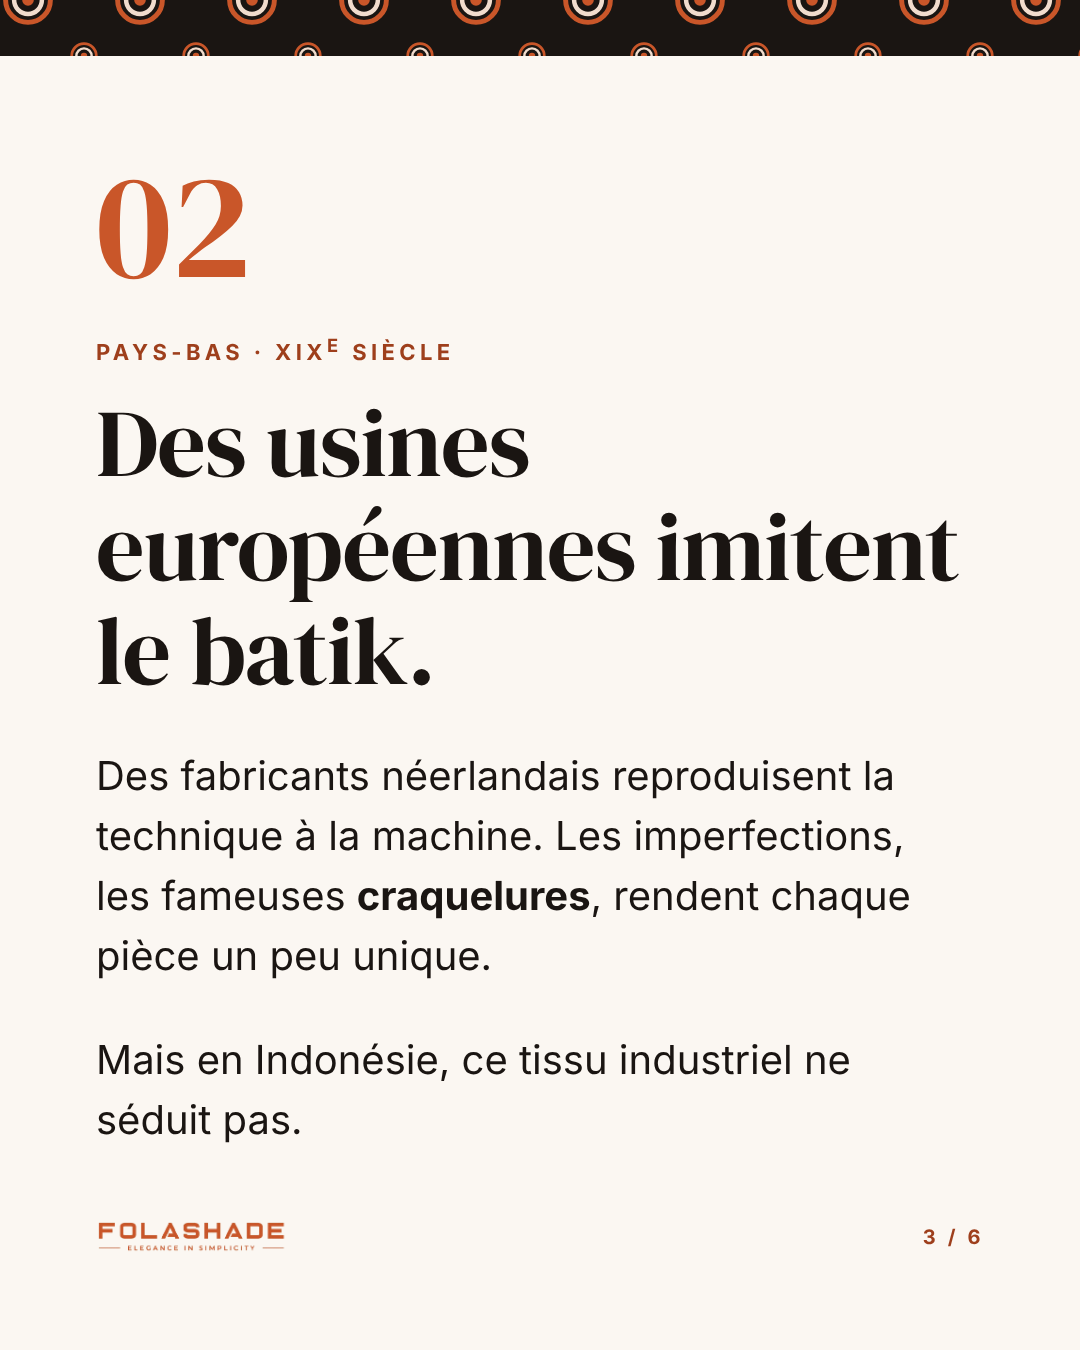 02
PAYS-BAS · XIXE SIÈCLE
Des usines
européennes imitent
le batik.
Des fabricants néerlandais reproduisent la
technique à la machine. Les imperfections,
les fameuses craquelures, rendent chaque
pièce un peu unique.
Mais en Indonésie, ce tissu industriel ne
séduit pas.
FOLASHADE
ELEGANCE IN SIMPLICITY
3 / 6